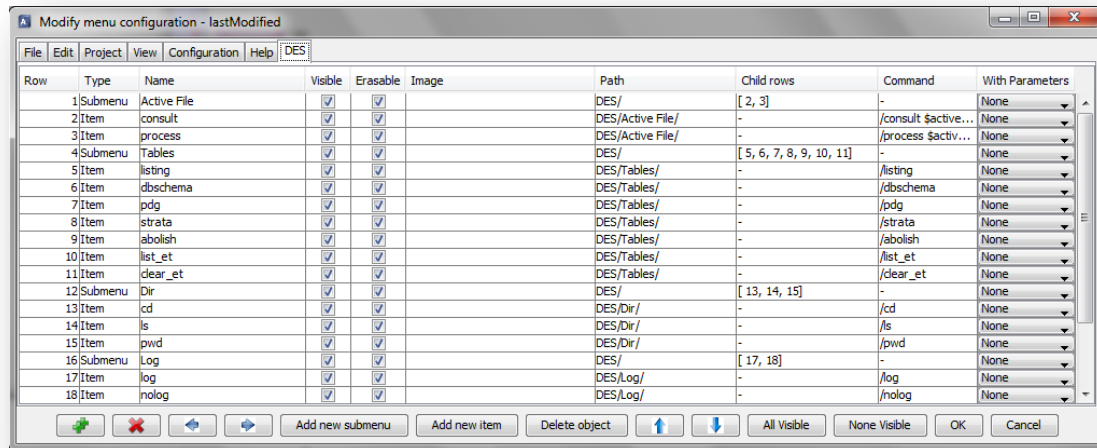 Modify menu configuration - lastModified
File Edit Project View Configuration Help DES
Row Type Name Visible Erasable Image Path Child rows Command With Parameters
1 Submenu Active File DES/ [ 2, 3] - None
2 Item consult DES/Active File/ - /consult $active... None
3 Item process DES/Active File/ - /process $activ... None
4 Submenu Tables DES/ [ 5, 6, 7, 8, 9, 10, 11] - None
5 Item listing DES/Tables/ - /listing None
6 Item dbschema DES/Tables/ - /dbschema None
7 Item pdg DES/Tables/ - /pdg None
8 Item strata DES/Tables/ - /strata None
9 Item abolish DES/Tables/ - /abolish None
10 Item list_et DES/Tables/ - /list_et None
11 Item clear_et DES/Tables/ - /clear_et None
12 Submenu Dir DES/ [ 13, 14, 15] - None
13 Item cd DES/Dir/ - /cd None
14 Item ls DES/Dir/ - /ls None
15 Item pwd DES/Dir/ - /pwd None
16 Submenu Log DES/ [ 17, 18] - None
17 Item log DES/Log/ - /log None
18 Item nolog DES/Log/ - /nolog None
Add new submenu Add new item Delete object All Visible None Visible OK Cancel